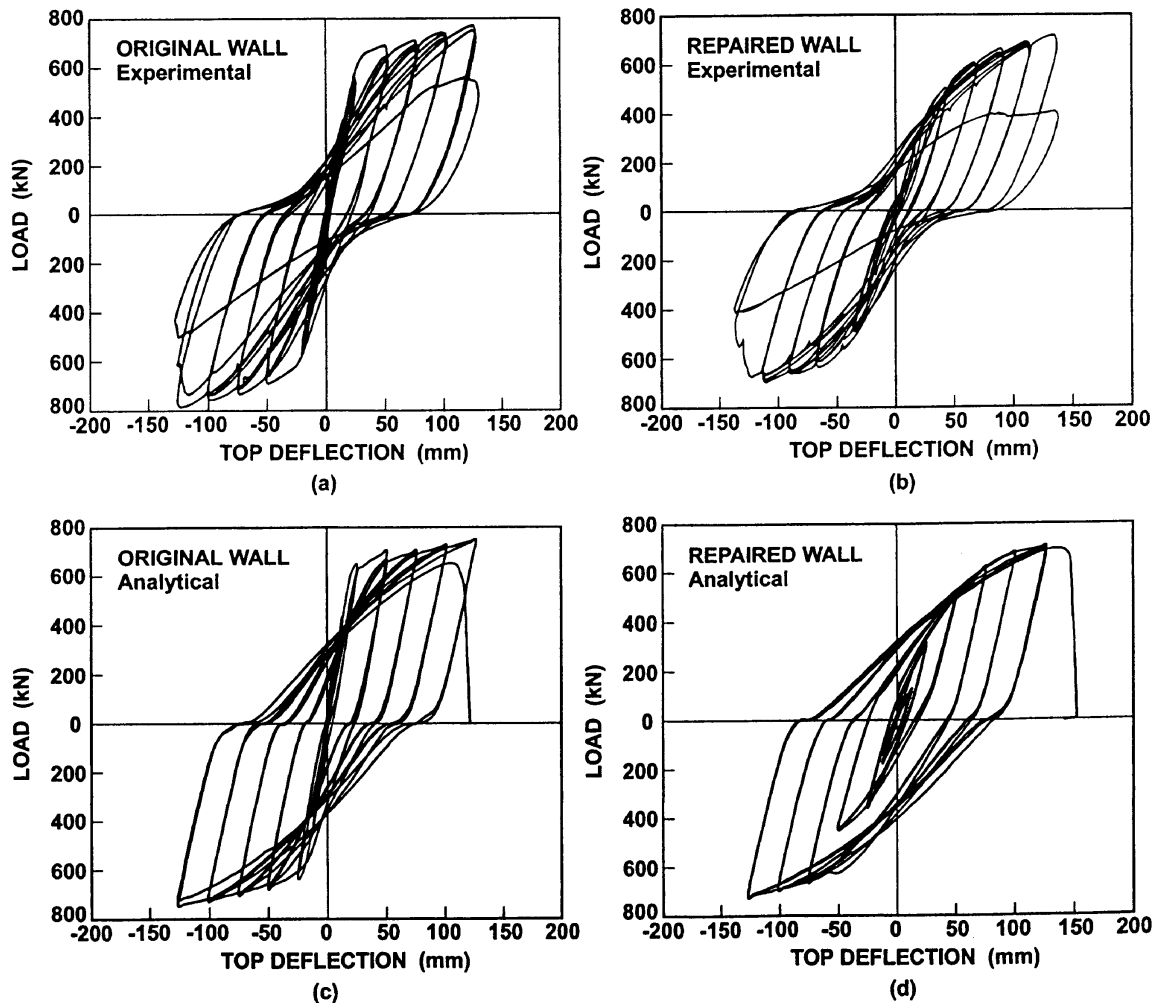 ORIGINAL WALL
Experimental
LOAD (kN)
800
600
400
200
0
200
400
600
800
-200 -150 -100 -50 0 50 100 150 200
TOP DEFLECTION (mm)
(a)
REPAIRED WALL
Experimental
LOAD (kN)
800
600
400
200
0
200
400
600
800
-200 -150 -100 -50 0 50 100 150 200
TOP DEFLECTION (mm)
(b)
ORIGINAL WALL
Analytical
LOAD (kN)
800
600
400
200
0
200
400
600
800
-200 -150 -100 -50 0 50 100 150 200
TOP DEFLECTION (mm)
(c)
REPAIRED WALL
Analytical
LOAD (kN)
800
600
400
200
0
200
400
600
800
-200 -150 -100 -50 0 50 100 150 200
TOP DEFLECTION (mm)
(d)